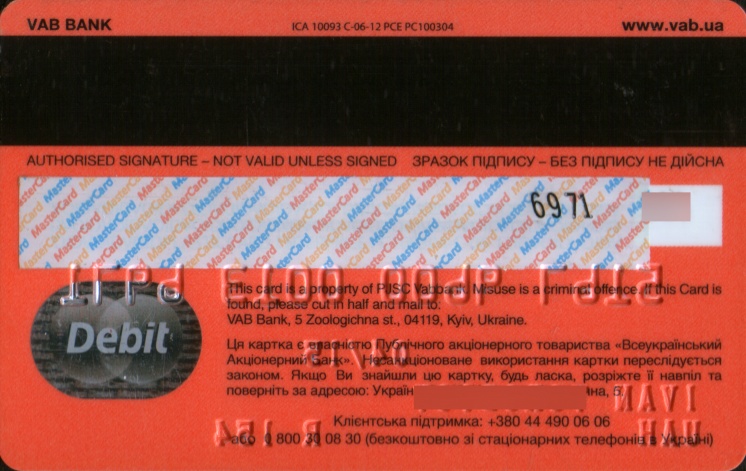 VAB BANK ICA 10093 C-06-12 PCE PC100304 www.vab.ua
AUTHORISED SIGNATURE – NOT VALID UNLESS SIGNED ЗРАЗОК ПІДПИСУ – БЕЗ ПІДПИСУ НЕ ДІЙСНА
MasterCard
6971
Debit
This card is a property of PJSC Vabbank. Misuse is a criminal offence. If this Card is
found, please cut in half and mail to:
VAB Bank, 5 Zoologichna st., 04119, Kyiv, Ukraine.
Ця картка є власністю Публічного акціонерного товариства «Всеукраїнський
Акціонерний Банк». Несанкціоноване використання картки переслідується
законом. Якщо Ви знайшли цю картку, будь ласка, розріжте її навпіл та
поверніть за адресою:
Клієнтська підтримка: +380 44 490 06 06
або 0 800 30 08 30 (безкоштовно зі стаціонарних телефонів в Україні)